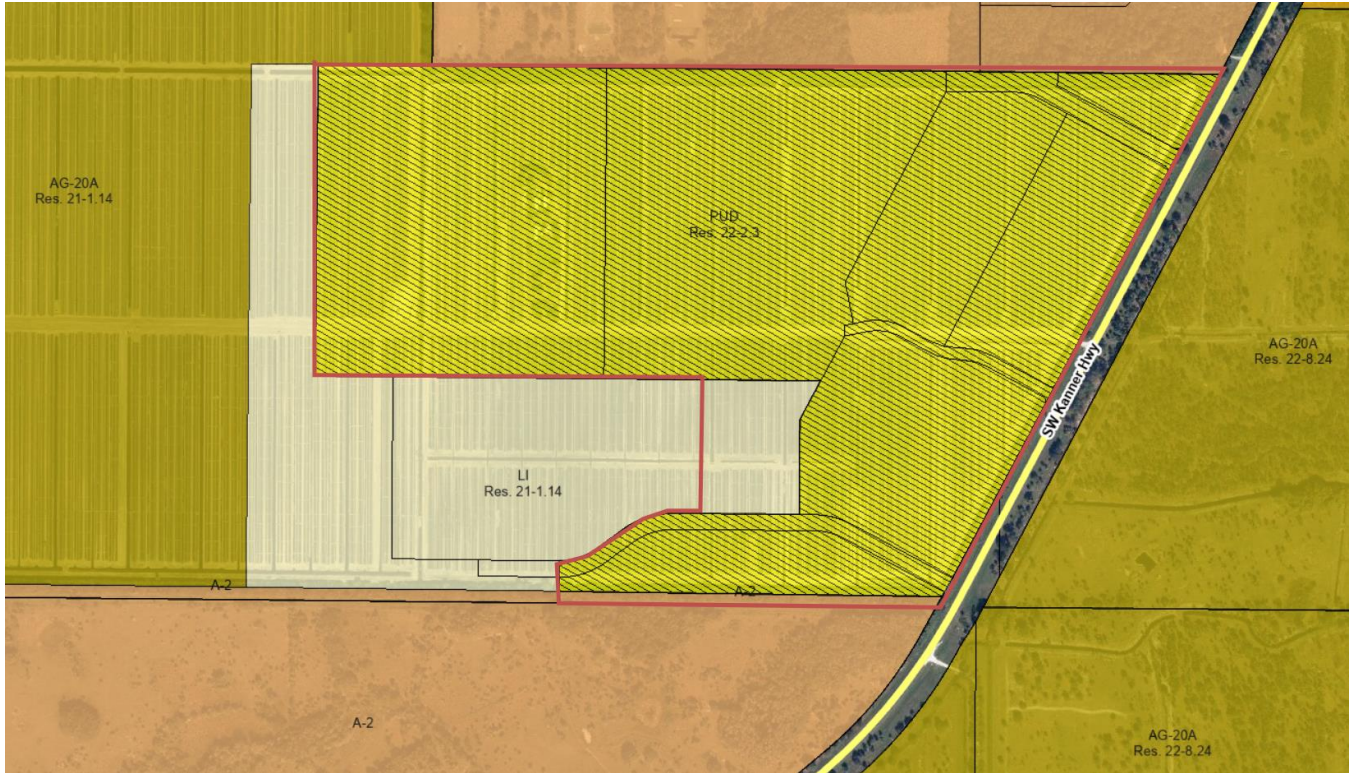 AG-20A
Res. 21-1.14
PUD
Res. 22-2.3
AG-20A
Res. 22-8.24
SW Kanner Hwy
LI
Res. 21-1.14
A-2
A-2
A-2
AG-20A
Res. 22-8.24